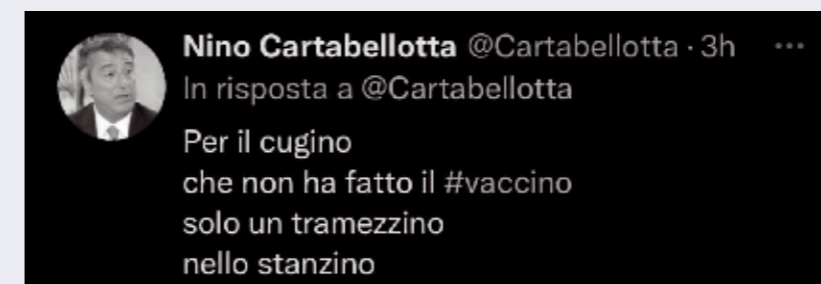 Nino Cartabellotta @Cartabellotta · 3h ...
In risposta a @Cartabellotta
Per il cugino
che non ha fatto il #vaccino
solo un tramezzino
nello stanzino